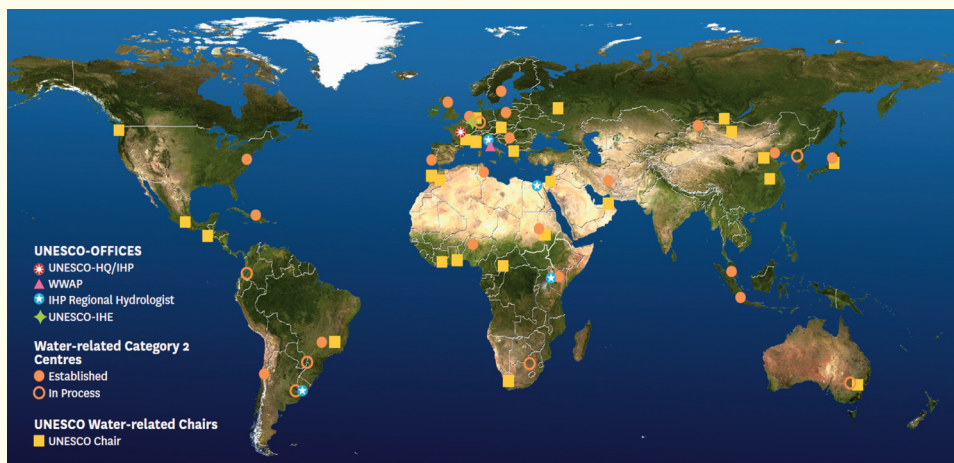 UNESCO-OFFICES
UNESCO-HQ/IHP
WWAP
IHP Regional Hydrologist
UNESCO-IHE
Water-related Category 2
Centres
Established
In Process
UNESCO Water-related Chairs
UNESCO Chair